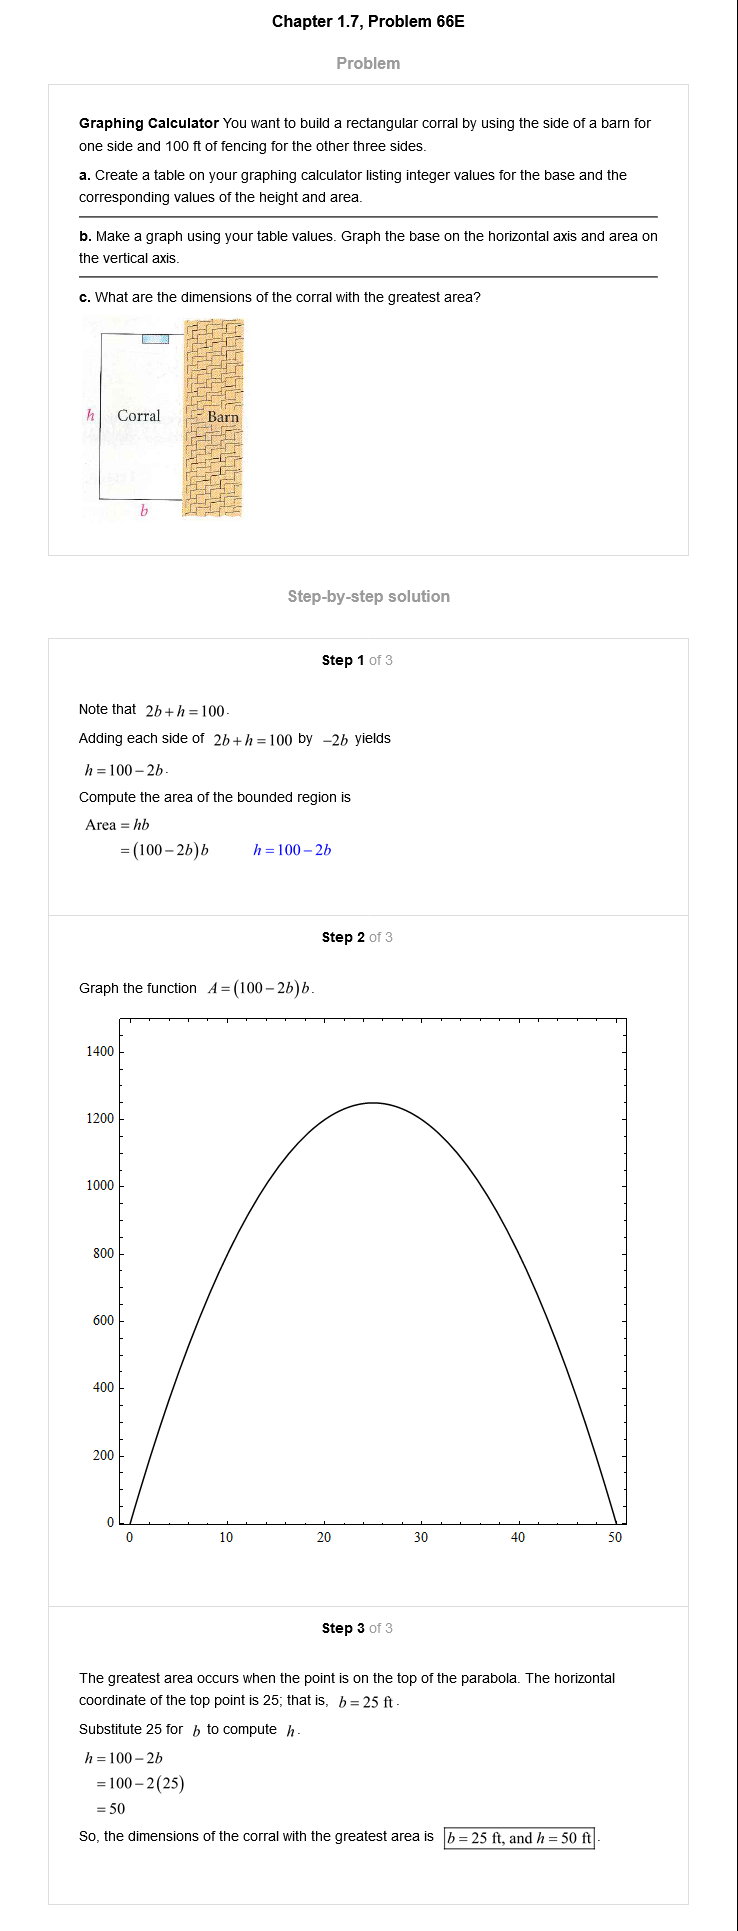 Chapter 1.7, Problem 66E
Problem
Graphing Calculator You want to build a rectangular corral by using the side of a barn for
one side and 100 ft of fencing for the other three sides.
a. Create a table on your graphing calculator listing integer values for the base and the
corresponding values of the height and area.
b. Make a graph using your table values. Graph the base on the horizontal axis and area on
the vertical axis.
c. What are the dimensions of the corral with the greatest area?
h Corral Barn
b
Step-by-step solution
Step 1 of 3
Note that 2b + h = 100.
Adding each side of 2b + h = 100 by −2b yields
h = 100 − 2b.
Compute the area of the bounded region is
Area = hb
= (100 − 2b)b h = 100 − 2b
Step 2 of 3
Graph the function A = (100 − 2b)b.
1400
1200
1000
800
600
400
200
0
0 10 20 30 40 50
Step 3 of 3
The greatest area occurs when the point is on the top of the parabola. The horizontal
coordinate of the top point is 25; that is, b = 25 ft.
Substitute 25 for b to compute h.
h = 100 − 2b
= 100 − 2(25)
= 50
So, the dimensions of the corral with the greatest area is b = 25 ft, and h = 50 ft.